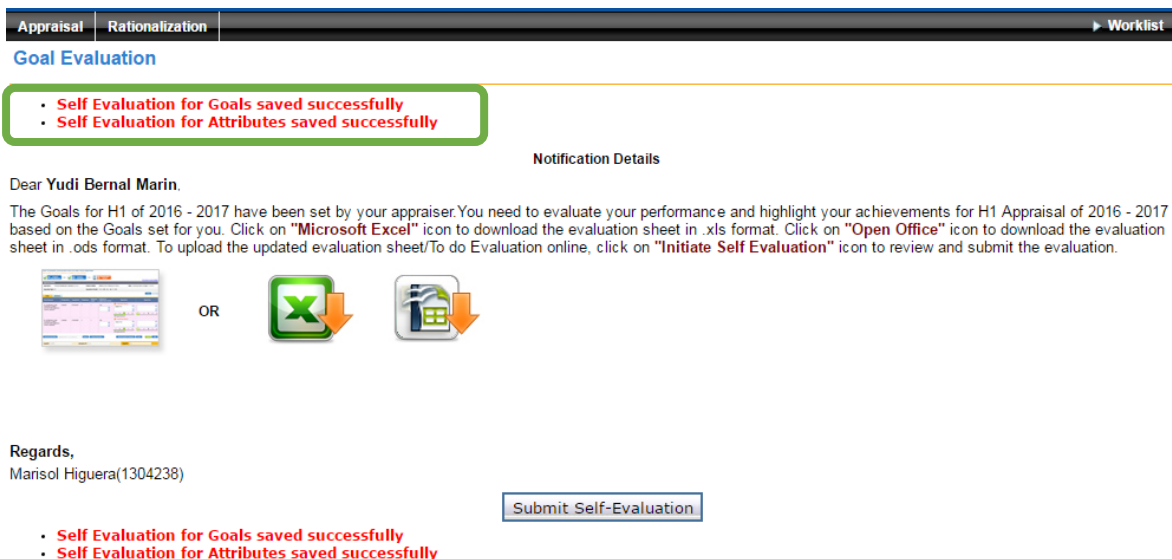 Appraisal Rationalization Worklist
Goal Evaluation
Self Evaluation for Goals saved successfully
Self Evaluation for Attributes saved successfully
Notification Details
Dear Yudi Bernal Marin,
The Goals for H1 of 2016 - 2017 have been set by your appraiser.You need to evaluate your performance and highlight your achievements for H1 Appraisal of 2016 - 2017
based on the Goals set for you. Click on "Microsoft Excel" icon to download the evaluation sheet in .xls format. Click on "Open Office" icon to download the evaluation
sheet in .ods format. To upload the updated evaluation sheet/To do Evaluation online, click on "Initiate Self Evaluation" icon to review and submit the evaluation.
OR
Regards,
Marisol Higuera(1304238)
Submit Self-Evaluation
Self Evaluation for Goals saved successfully
Self Evaluation for Attributes saved successfully